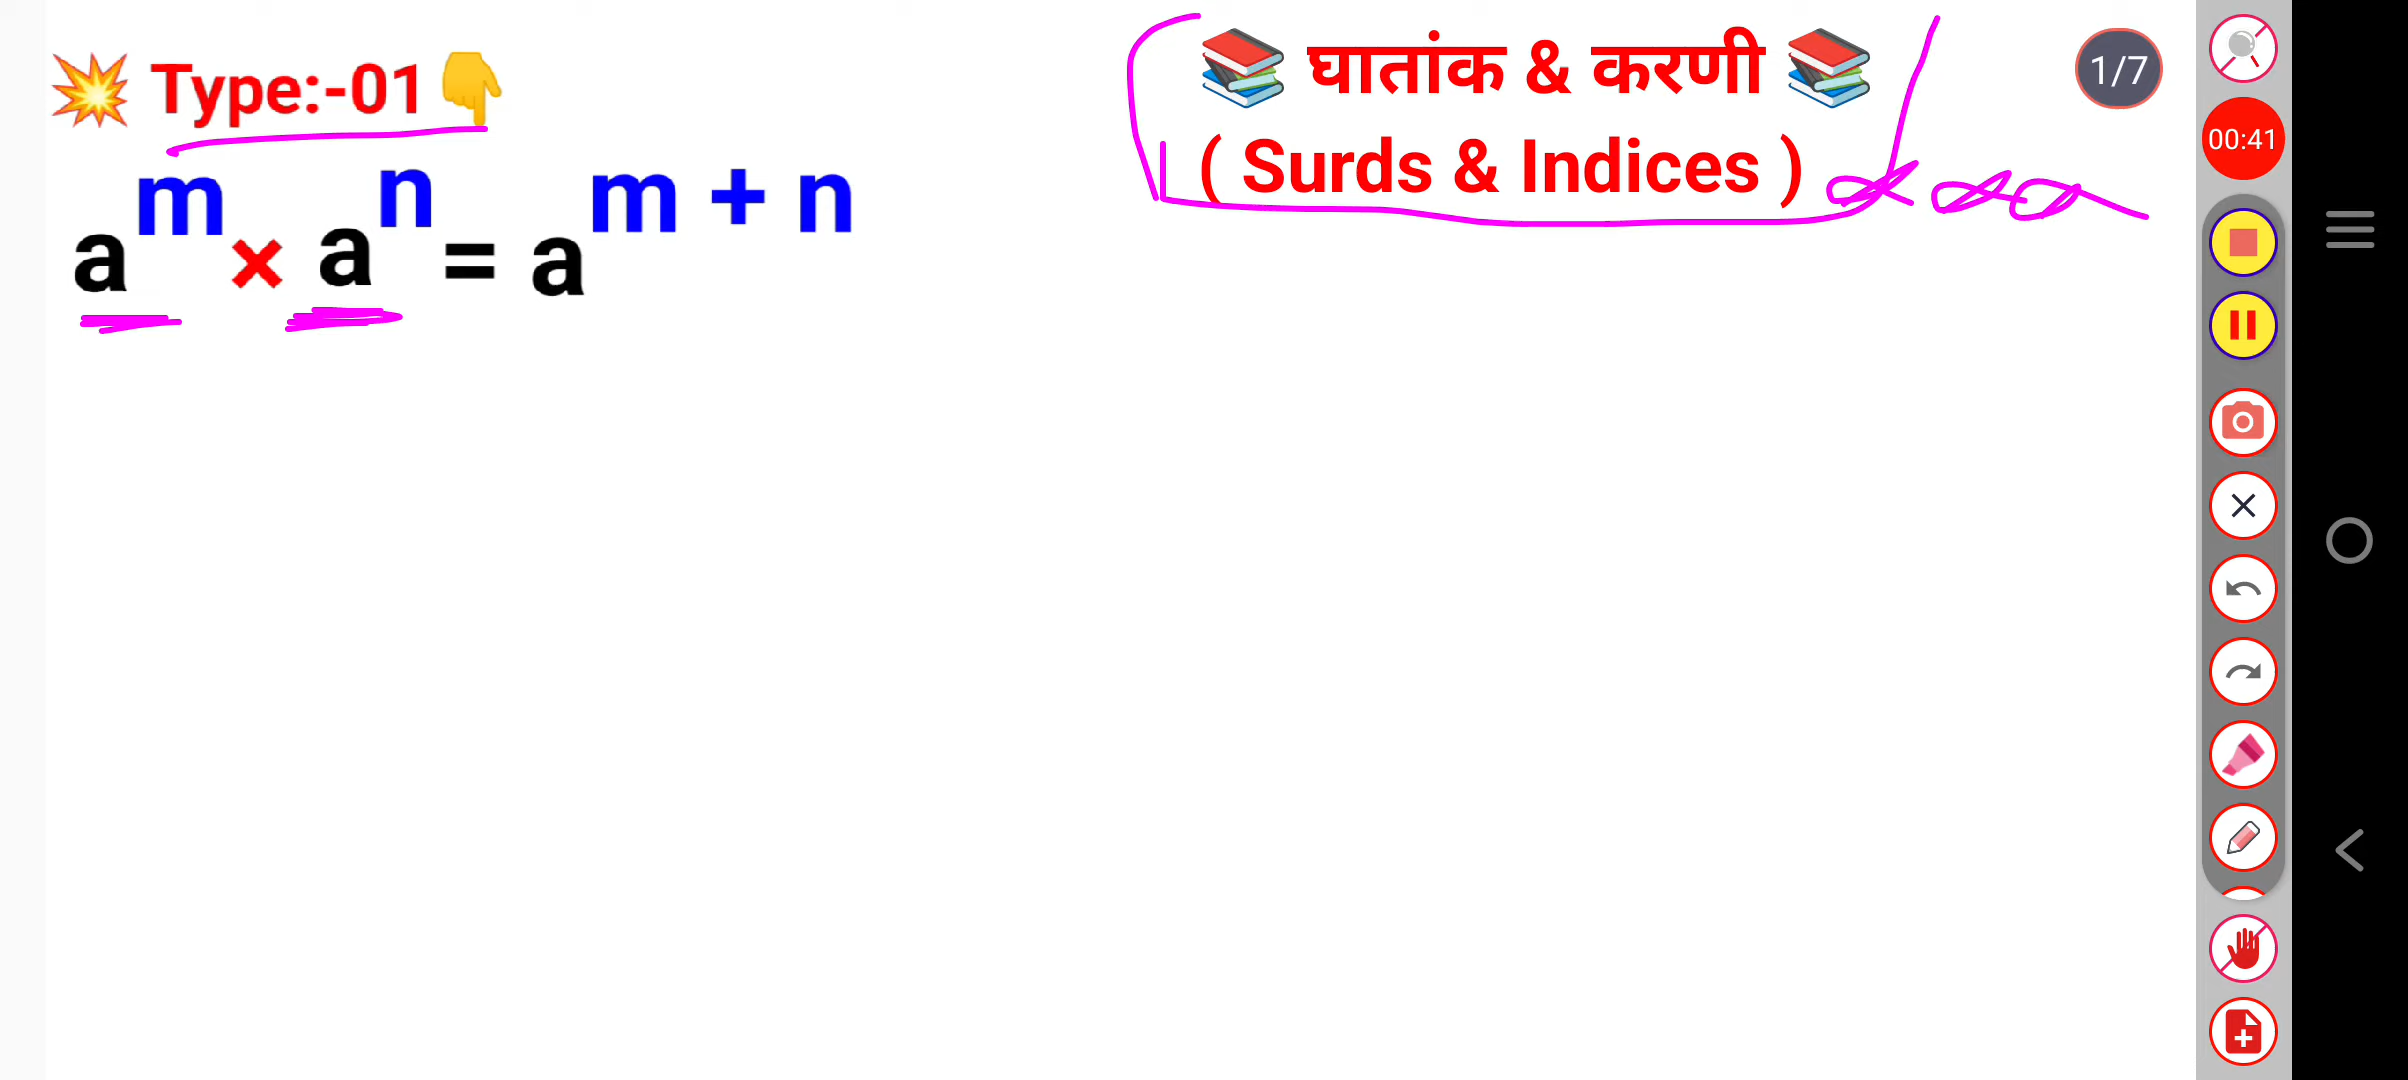 💥 Type:-01👇
📚 घातांक & करणी 📚
( Surds & Indices )
1/7
00:41
a^m × a^n = a^m + n